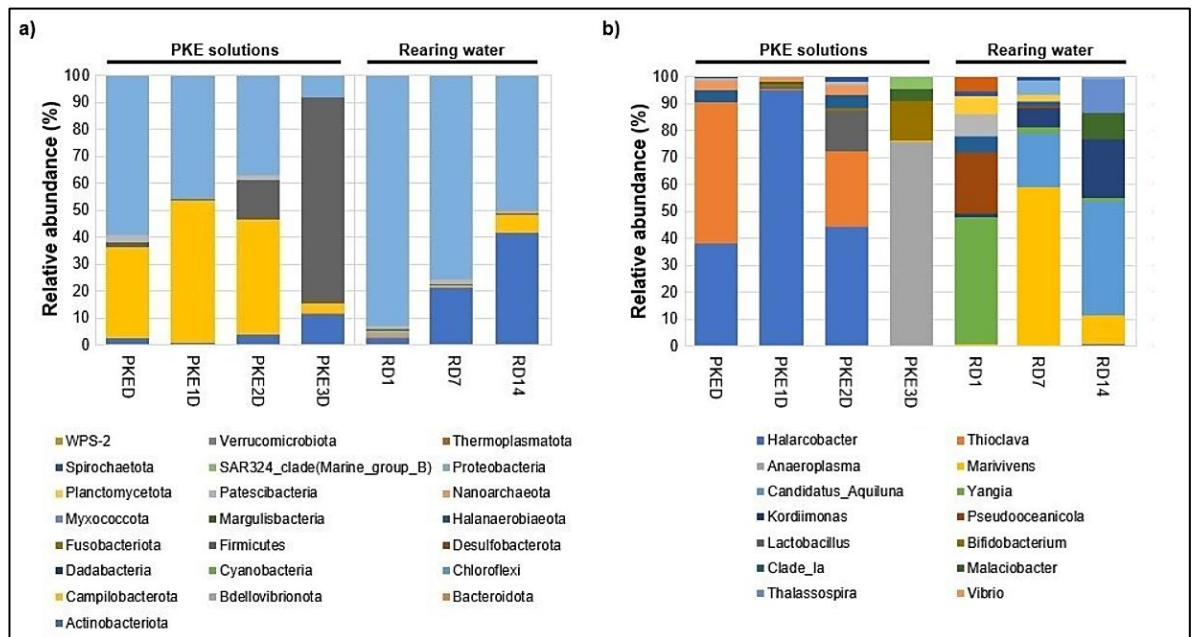 a)
PKE solutions
Rearing water
Relative abundance (%)
100
90
80
70
60
50
40
30
20
10
0
PKED
PKE1D
PKE2D
PKE3D
RD1
RD7
RD14
WPS-2
Verrucomicrobiota
Thermoplasmatota
Spirochaetota
SAR324_clade(Marine_group_B)
Proteobacteria
Planctomycetota
Patescibacteria
Nanoarchaeota
Myxococcota
Margulisbacteria
Halanaerobiaeota
Fusobacteriota
Firmicutes
Desulfobacterota
Dadabacteria
Cyanobacteria
Chloroflexi
Campilobacterota
Bdellovibrionota
Bacteroidota
Actinobacteriota
b)
PKE solutions
Rearing water
Relative abundance (%)
100
90
80
70
60
50
40
30
20
10
0
PKED
PKE1D
PKE2D
PKE3D
RD1
RD7
RD14
Halarcobacter
Thioclava
Anaeroplasma
Marivivens
Candidatus_Aquiluna
Yangia
Kordiimonas
Pseudooceanicola
Lactobacillus
Bifidobacterium
Clade_Ia
Malaciobacter
Thalassospira
Vibrio